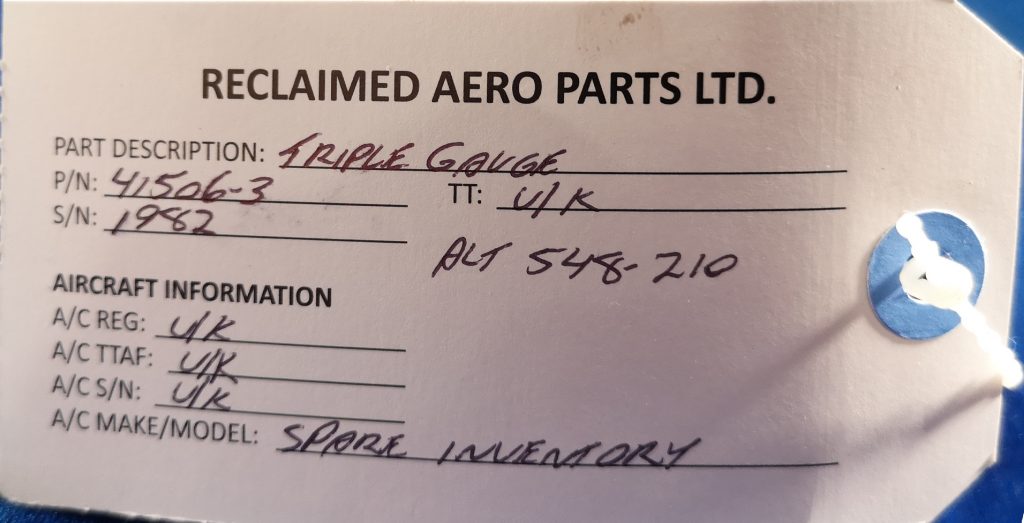 RECLAIMED AERO PARTS LTD.
PART DESCRIPTION: TRIPLE GAUGE
P/N: 41506-3 TT: U/K
S/N: 1982
ALT 548-210
AIRCRAFT INFORMATION
A/C REG: U/K
A/C TTAF: U/K
A/C S/N: U/K
A/C MAKE/MODEL: SPARE INVENTORY